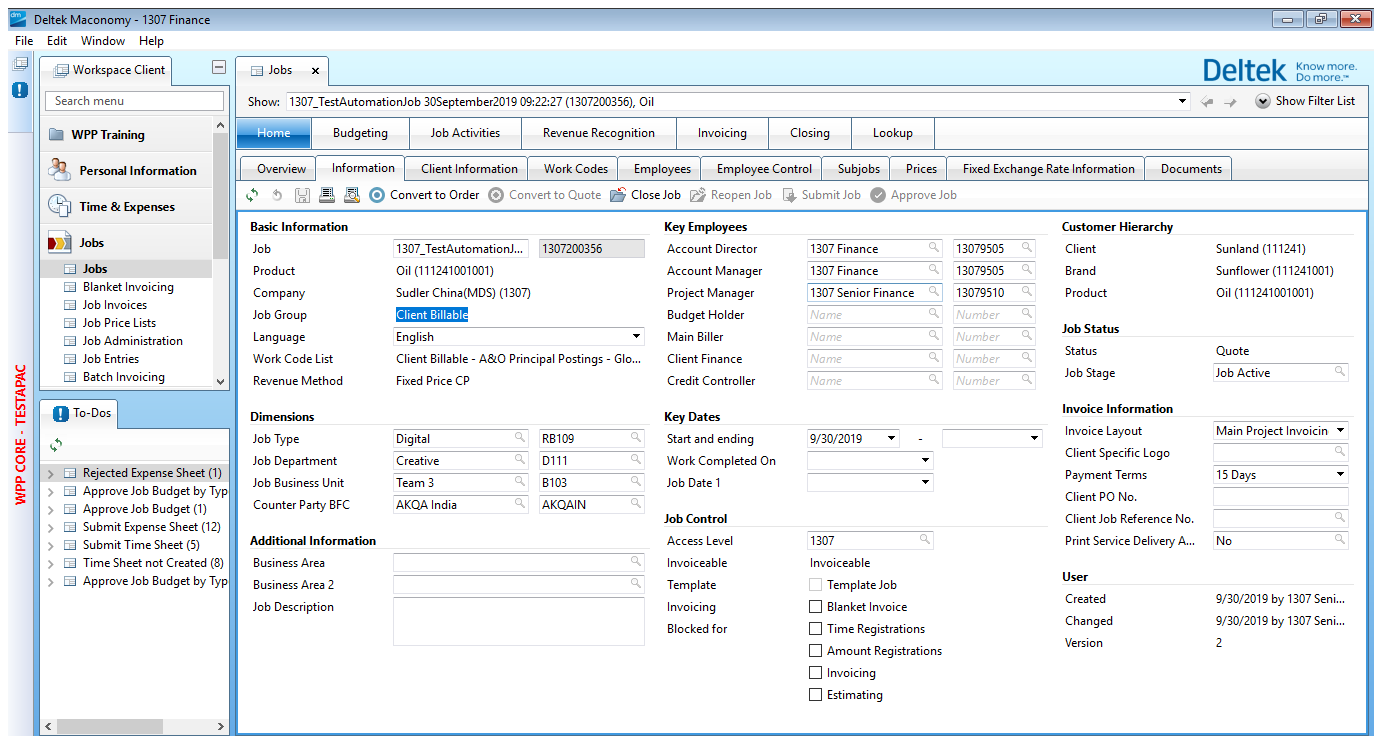 Deltek Maconomy - 1307 Finance
File Edit Window Help
Workspace Client
Search menu
WPP Training
Personal Information
Time & Expenses
Jobs
Jobs
Blanket Invoicing
Job Invoices
Job Price Lists
Job Administration
Job Entries
Batch Invoicing
To-Dos
Rejected Expense Sheet (1)
Approve Job Budget by Typ
Approve Job Budget (1)
Submit Expense Sheet (12)
Submit Time Sheet (5)
Time Sheet not Created (8)
Approve Job Budget by Typ
WPP CORE - TESTAPAC
Jobs
Deltek Know more.
Do more.™
Show: 1307_TestAutomationJob 30September2019 09:22:27 (1307200356), Oil Show Filter List
Home Budgeting Job Activities Revenue Recognition Invoicing Closing Lookup
Overview Information Client Information Work Codes Employees Employee Control Subjobs Prices Fixed Exchange Rate Information Documents
Convert to Order Convert to Quote Close Job Reopen Job Submit Job Approve Job
Basic Information
Job 1307_TestAutomationJ... 1307200356
Product Oil (111241001001)
Company Sudler China(MDS) (1307)
Job Group Client Billable
Language English
Work Code List Client Billable - A&O Principal Postings - Glo...
Revenue Method Fixed Price CP
Dimensions
Job Type Digital RB109
Job Department Creative D111
Job Business Unit Team 3 B103
Counter Party BFC AKQA India AKQAIN
Additional Information
Business Area
Business Area 2
Job Description
Key Employees
Account Director 1307 Finance 13079505
Account Manager 1307 Finance 13079505
Project Manager 1307 Senior Finance 13079510
Budget Holder Name Number
Main Biller Name Number
Client Finance Name Number
Credit Controller Name Number
Key Dates
Start and ending 9/30/2019 -
Work Completed On
Job Date 1
Job Control
Access Level 1307
Invoiceable Invoiceable
Template Template Job
Invoicing Blanket Invoice
Blocked for Time Registrations
Amount Registrations
Invoicing
Estimating
Customer Hierarchy
Client Sunland (111241)
Brand Sunflower (111241001)
Product Oil (111241001001)
Job Status
Status Quote
Job Stage Job Active
Invoice Information
Invoice Layout Main Project Invoicin
Client Specific Logo
Payment Terms 15 Days
Client PO No.
Client Job Reference No.
Print Service Delivery A... No
User
Created 9/30/2019 by 1307 Seni...
Changed 9/30/2019 by 1307 Seni...
Version 2